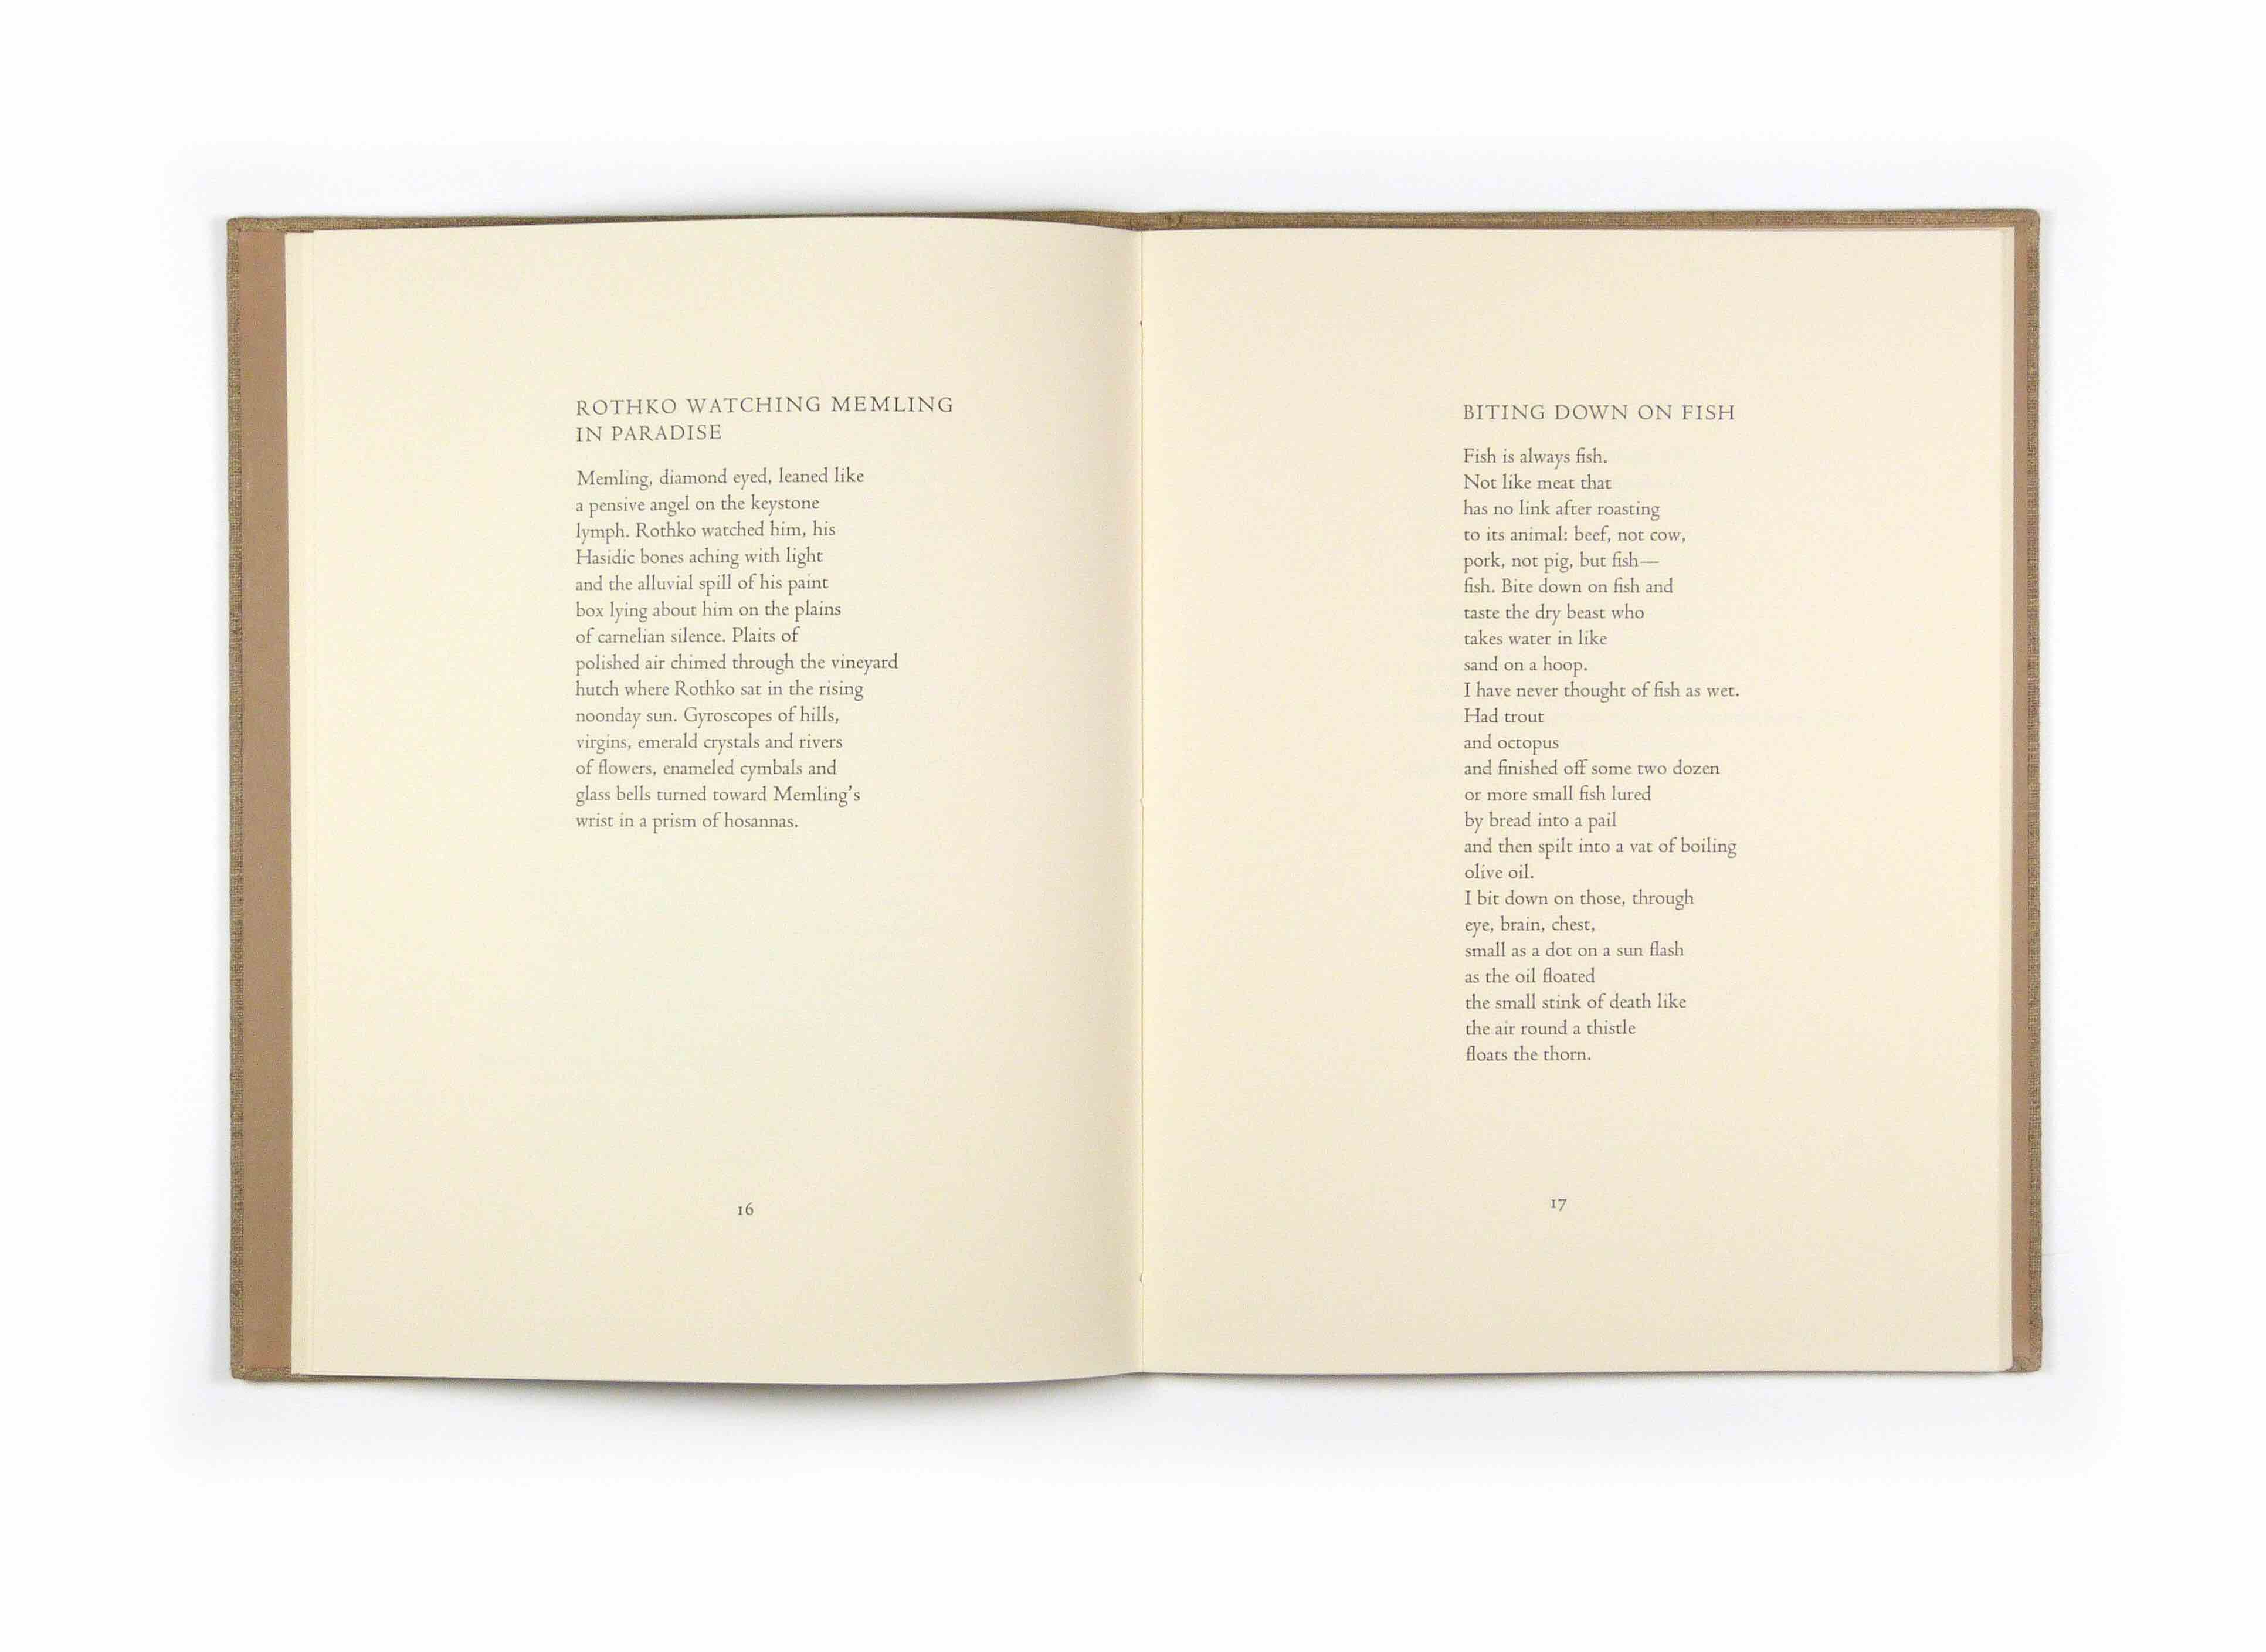 ROTHKO WATCHING MEMLING
IN PARADISE
Memling, diamond eyed, leaned like
a pensive angel on the keystone
lymph. Rothko watched him, his
Hasidic bones aching with light
and the alluvial spill of his paint
box lying about him on the plains
of carnelian silence. Plaits of
polished air chimed through the vineyard
hutch where Rothko sat in the rising
noonday sun. Gyroscopes of hills,
virgins, emerald crystals and rivers
of flowers, enameled cymbals and
glass bells turned toward Memling's
wrist in a prism of hosannas.
16
BITING DOWN ON FISH
Fish is always fish.
Not like meat that
has no link after roasting
to its animal: beef, not cow,
pork, not pig, but fish—
fish. Bite down on fish and
taste the dry beast who
takes water in like
sand on a hoop.
I have never thought of fish as wet.
Had trout
and octopus
and finished off some two dozen
or more small fish lured
by bread into a pail
and then spilt into a vat of boiling
olive oil.
I bit down on those, through
eye, brain, chest,
small as a dot on a sun flash
as the oil floated
the small stink of death like
the air round a thistle
floats the thorn.
17